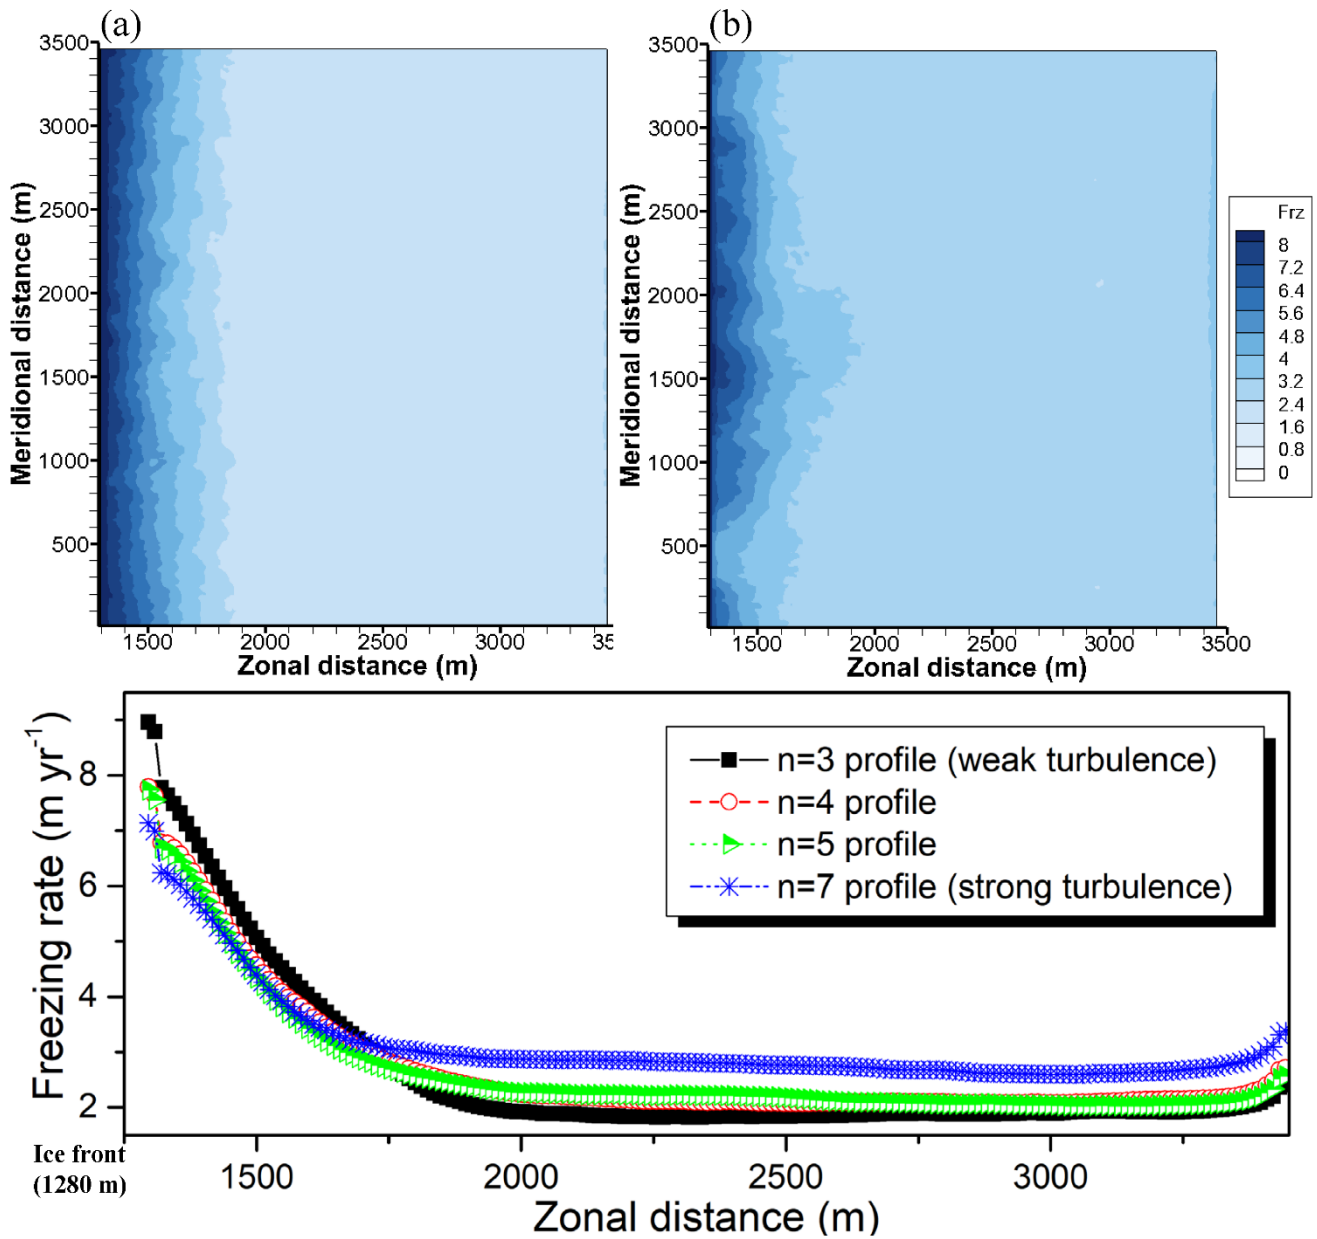 (a)
3500
3000
2500
2000
1500
1000
500
Meridional distance (m)
1500 2000 2500 3000 35
Zonal distance (m)
(b)
3500
3000
2500
2000
1500
1000
500
Meridional distance (m)
1500 2000 2500 3000 3500
Zonal distance (m)
Frz
8
7.2
6.4
5.6
4.8
4
3.2
2.4
1.6
0.8
0
Freezing rate (m yr-1)
8
6
4
2
n=3 profile (weak turbulence)
n=4 profile
n=5 profile
n=7 profile (strong turbulence)
Ice front
(1280 m)
1500 2000 2500 3000
Zonal distance (m)